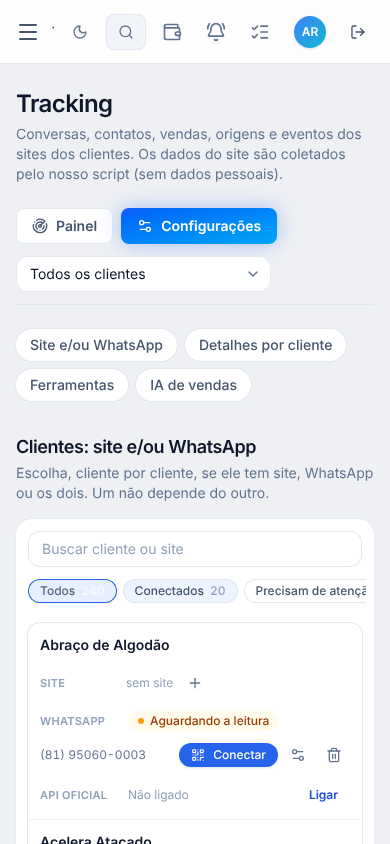 AR
Tracking
Conversas, contatos, vendas, origens e eventos dos
sites dos clientes. Os dados do site são coletados
pelo nosso script (sem dados pessoais).
Painel
Configurações
Todos os clientes
Site e/ou WhatsApp
Detalhes por cliente
Ferramentas
IA de vendas
Clientes: site e/ou WhatsApp
Escolha, cliente por cliente, se ele tem site, WhatsApp
ou os dois. Um não depende do outro.
Buscar cliente ou site
Todos 240
Conectados 20
Precisam de atençã
Abraço de Algodão
SITE
sem site
WHATSAPP
Aguardando a leitura
(81) 95060-0003
Conectar
API OFICIAL
Não ligado
Ligar
Acelera Atacado